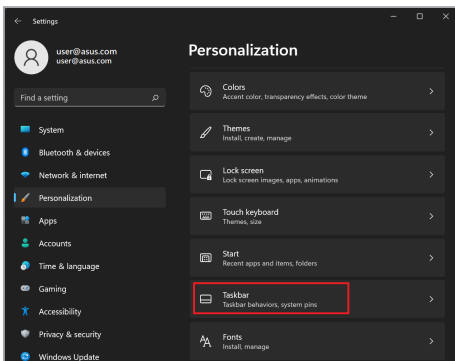 Settings
user@asus.com
user@asus.com
Find a setting
System
Bluetooth & devices
Network & internet
Personalization
Apps
Accounts
Time & language
Gaming
Accessibility
Privacy & security
Windows Update
Personalization
Colors
Accent color, transparency effects, color theme
Themes
Install, create, manage
Lock screen
Lock screen images, apps, animations
Touch keyboard
Themes, size
Start
Recent apps and items, folders
Taskbar
Taskbar behaviors, system pins
Fonts
Install, manage